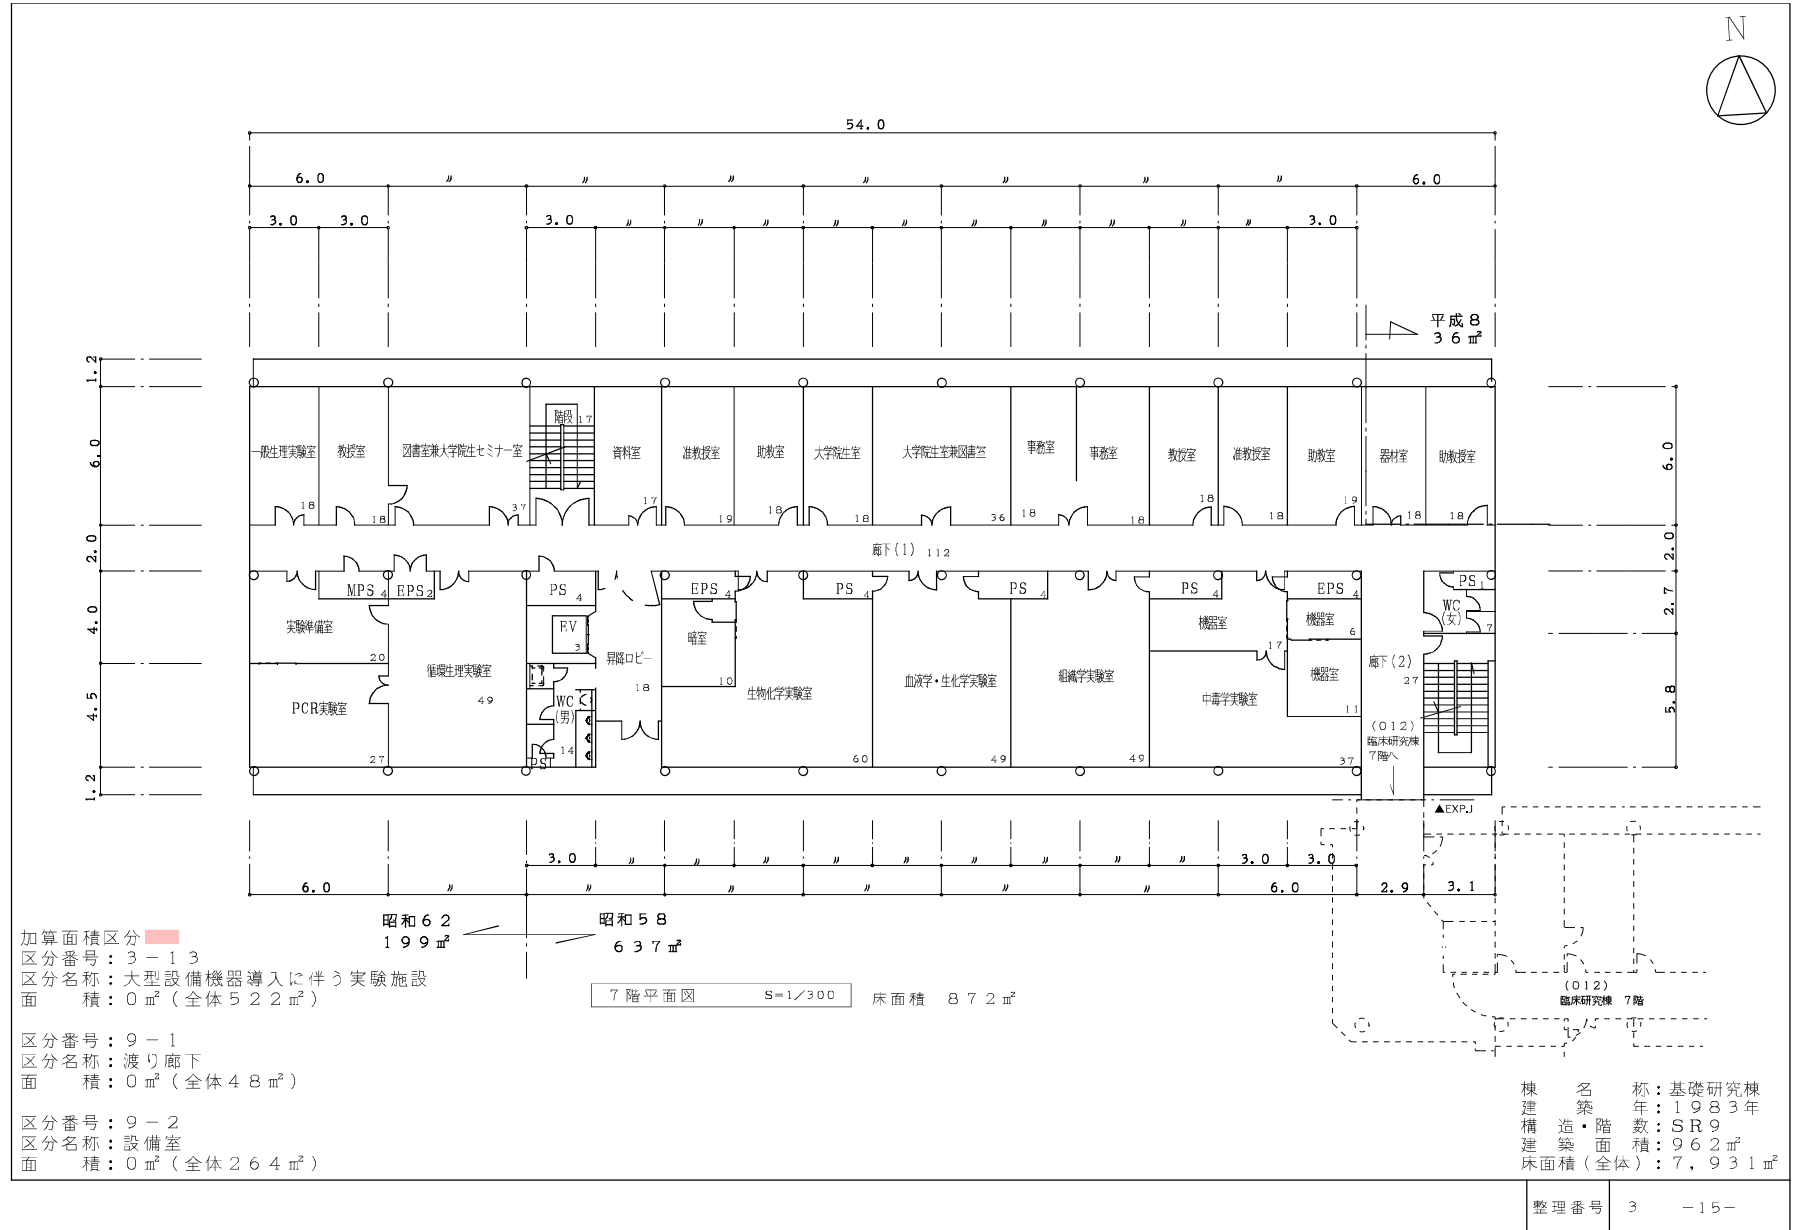 N
54.0
6.0 〃 〃 〃 〃 〃 〃 〃 6.0
3.0 3.0 3.0 〃 〃 〃 〃 〃 〃 〃 〃 〃 〃 3.0
平成8
36㎡
1.2
6.0
2.0
4.0
4.5
1.2
一般生理実験室 18
教授室 18
図書室兼大学院生セミナー室 37
階段 17
資料室 17
准教授室 19
助教室 18
大学院生室 18
大学院生室兼図書室 36
事務室 18
事務室 18
教授室 18
准教授室 18
助教室 19
器材室 18
助教授室 18
6.0
2.0
2.7
5.8
廊下(1) 112
MPS 4
EPS 2
PS 4
EPS 4
PS 4
PS 4
PS 4
EPS 4
PS 1
実験準備室 20
PCR実験室 27
循環生理実験室 49
EV 3
WC
(男)
14
PS
昇降ロビー 18
暗室 10
生物化学実験室 60
血液学・生化学実験室 49
組織学実験室 49
機器室 17
中毒学実験室 37
機器室 6
機器室 11
WC
(女)
7
廊下(2)
27
(012)
臨床研究棟
7階へ
▲EXP.J
3.0 〃 〃 〃 〃 〃 〃 〃 〃 〃 3.0 3.0
6.0 〃 〃 〃 〃 〃 〃 6.0 2.9 3.1
昭和62
199㎡
昭和58
637㎡
(012)
臨床研究棟 7階
7階平面図 S=1/300 床面積 872㎡
加算面積区分
区分番号：3－13
区分名称：大型設備機器導入に伴う実験施設
面 積：0㎡(全体522㎡)
区分番号：9－1
区分名称：渡り廊下
面 積：0㎡(全体48㎡)
区分番号：9－2
区分名称：設備室
面 積：0㎡(全体264㎡)
棟 名 称：基礎研究棟
建 築 年：1983年
構 造・階 数：SR9
建 築 面 積：962㎡
床面積(全体)：7,931㎡
整理番号 3 -15-